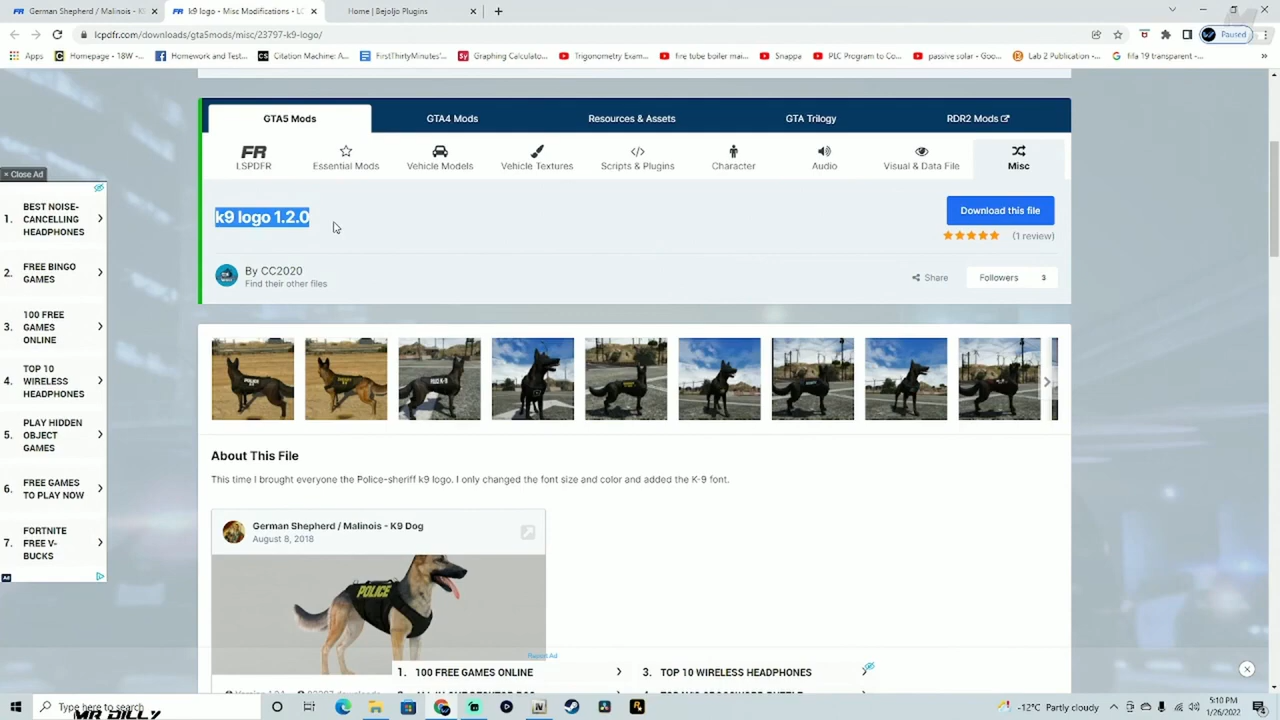 German Shepherd / Malinois - K9
k9 logo - Misc Modifications - LC
Home | Bejoijo Plugins
lcpdfr.com/downloads/gta5mods/misc/23797-k9-logo/
Paused
Apps
Homepage - 18W -...
Homework and Test...
Citation Machine: A...
FirstThirtyMinutes'...
Graphing Calculato...
Trigonometry Exam...
fire tube boiler mai...
Snappa
PLC Program to Co...
passive solar - Goo...
Lab 2 Publication -...
fifa 19 transparent -...
GTA5 Mods
GTA4 Mods
Resources & Assets
GTA Trilogy
RDR2 Mods
LSPDFR
Essential Mods
Vehicle Models
Vehicle Textures
Scripts & Plugins
Character
Audio
Visual & Data File
Misc
× Close Ad
k9 logo 1.2.0
Download this file
(1 review)
By CC2020
Find their other files
Share
Followers 3
1. BEST NOISE-
CANCELLING
HEADPHONES
2. FREE BINGO
GAMES
3. 100 FREE
GAMES
ONLINE
4. TOP 10
WIRELESS
HEADPHONES
5. PLAY HIDDEN
OBJECT
GAMES
6. FREE GAMES
TO PLAY NOW
7. FORTNITE
FREE V-
BUCKS
Ad
About This File
This time I brought everyone the Police-sheriff k9 logo. I only changed the font size and color and added the K-9 font.
German Shepherd / Malinois - K9 Dog
August 8, 2018
POLICE
Report Ad
1. 100 FREE GAMES ONLINE
3. TOP 10 WIRELESS HEADPHONES
Type here to search
MR DILLY
-12°C Partly cloudy
5:10 PM
1/26/2022